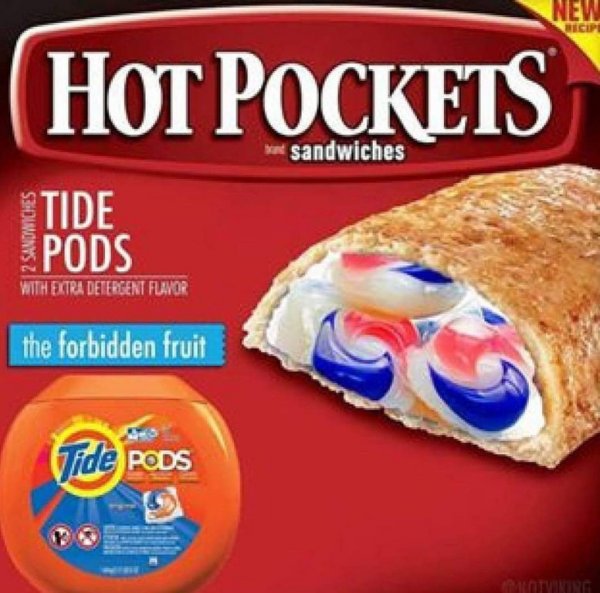 NEW
RECIPE
HOT POCKETS
brand sandwiches
2 SANDWICHES
TIDE
PODS
WITH EXTRA DETERGENT FLAVOR
the forbidden fruit
Tide PODS